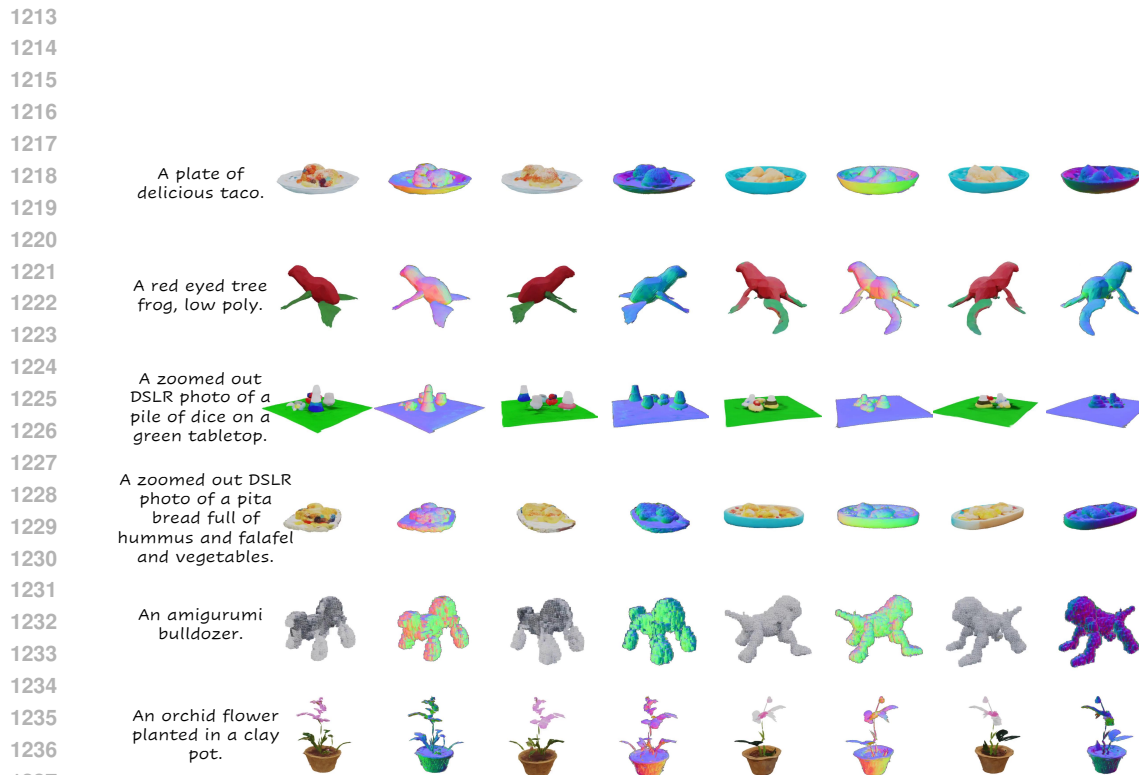 1213
1214
1215
1216
1217
1218
1219
1220
1221
1222
1223
1224
1225
1226
1227
1228
1229
1230
1231
1232
1233
1234
1235
1236
A plate of
delicious taco.
A red eyed tree
frog, low poly.
A zoomed out
DSLR photo of a
pile of dice on a
green tabletop.
A zoomed out DSLR
photo of a pita
bread full of
hummus and falafel
and vegetables.
An amigurumi
bulldozer.
An orchid flower
planted in a clay
pot.